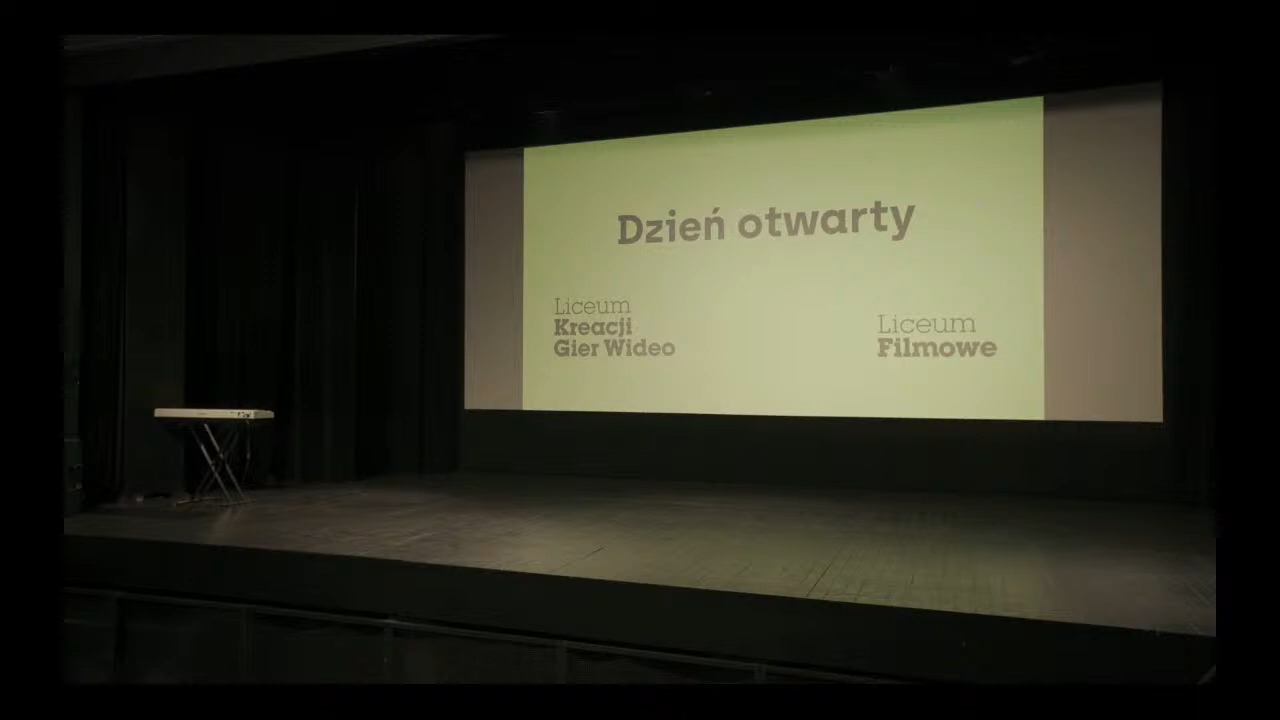 Dzień otwarty
Liceum
Kreacji
Gier Wideo
Liceum
Filmowe